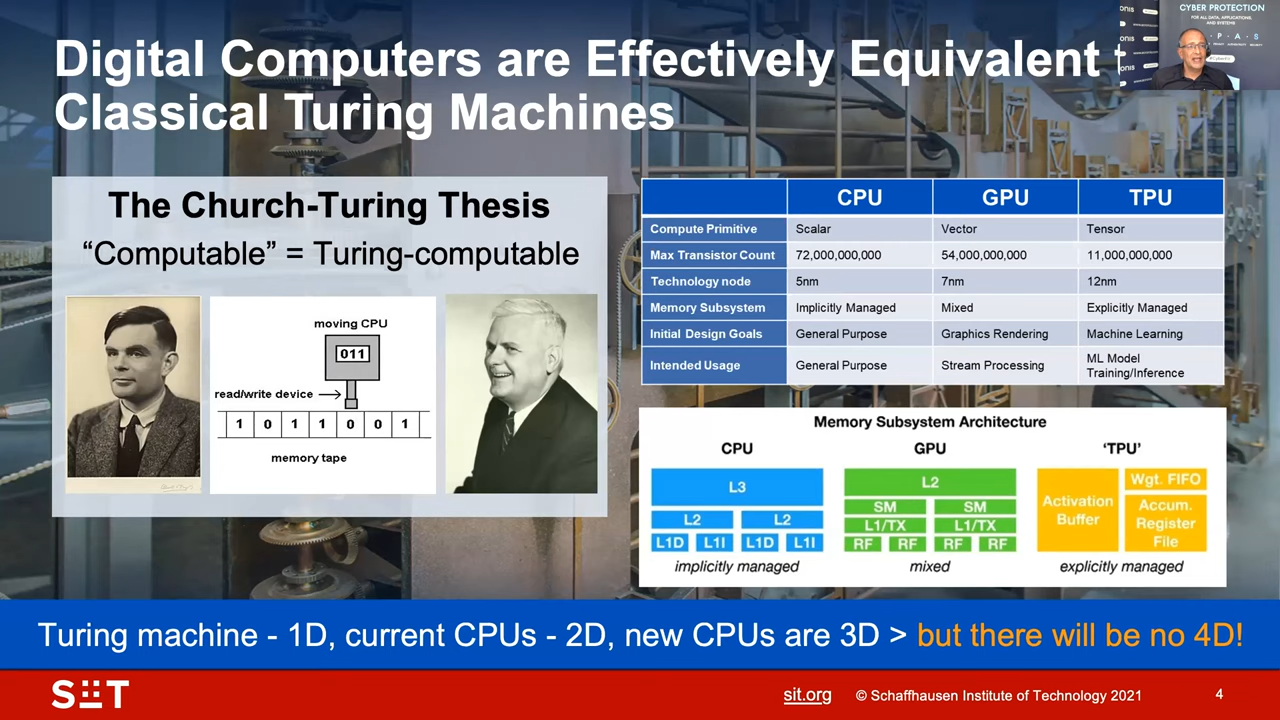 Digital Computers are Effectively Equivalent
Classical Turing Machines
CYBER PROTECTION
FOR ALL DATA, APPLICATIONS,
AND SYSTEMS
P A S
#CyberFit
The Church-Turing Thesis
“Computable” = Turing-computable
moving CPU
011
read/write device
1 0 1 1 0 0 1
memory tape
CPU GPU TPU
Compute Primitive Scalar Vector Tensor
Max Transistor Count 72,000,000,000 54,000,000,000 11,000,000,000
Technology node 5nm 7nm 12nm
Memory Subsystem Implicitly Managed Mixed Explicitly Managed
Initial Design Goals General Purpose Graphics Rendering Machine Learning
Intended Usage General Purpose Stream Processing ML Model
Training/Inference
Memory Subsystem Architecture
CPU GPU ‘TPU’
L3 L2 Activation Buffer Wgt. FIFO
L2 L2 SM SM Accum.
L1/TX L1/TX Register
L1D L1I L1D L1I RF RF RF RF File
implicitly managed mixed explicitly managed
Turing machine - 1D, current CPUs - 2D, new CPUs are 3D > but there will be no 4D!
SIT sit.org © Schaffhausen Institute of Technology 2021 4